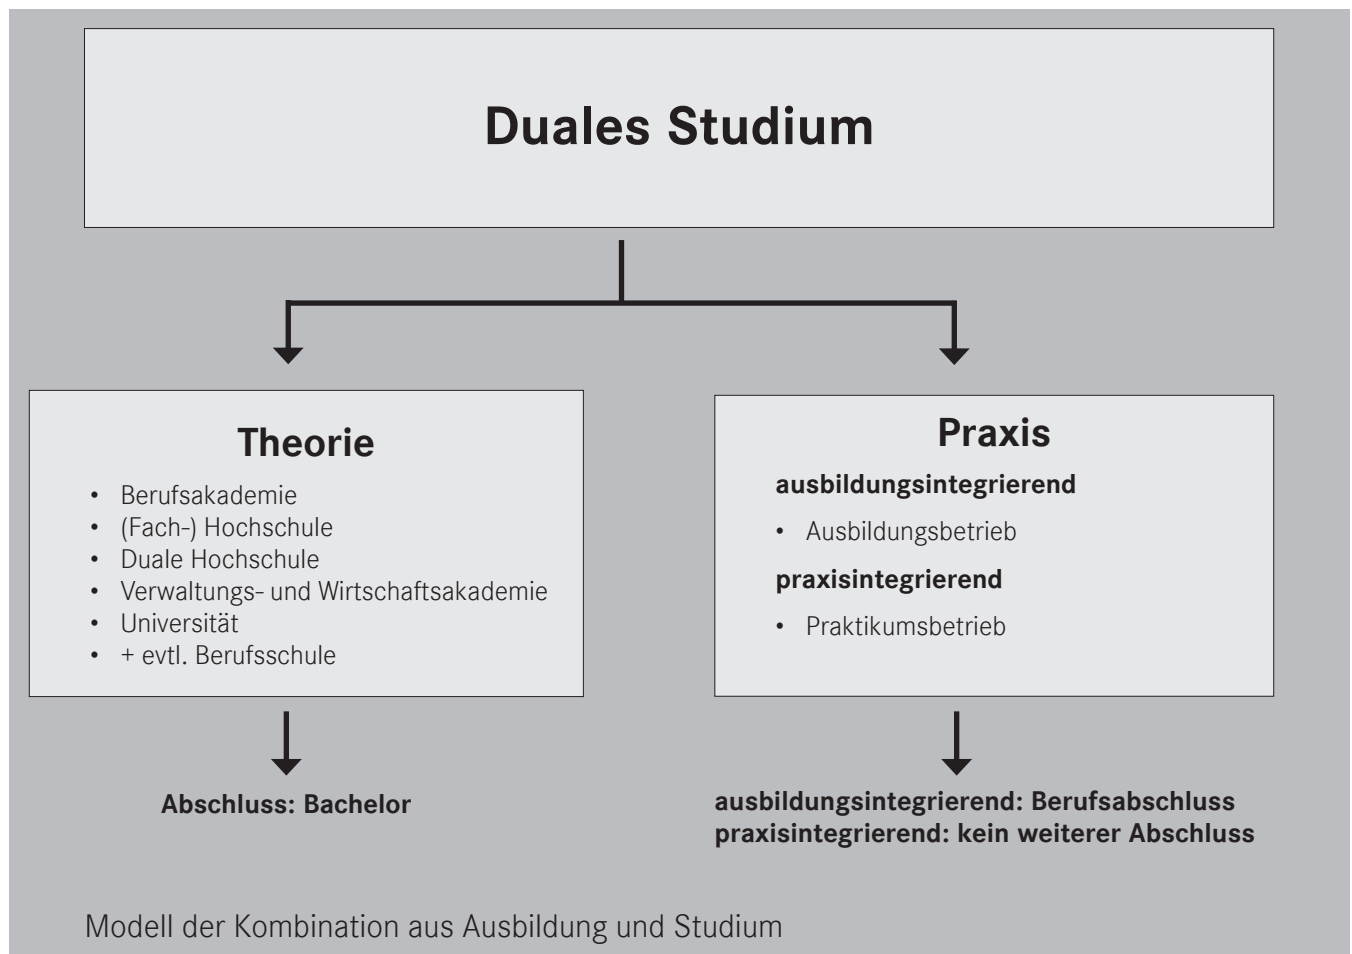 Duales Studium
Theorie
• Berufsakademie
• (Fach-) Hochschule
• Duale Hochschule
• Verwaltungs- und Wirtschaftsakademie
• Universität
• + evtl. Berufsschule
Abschluss: Bachelor
Praxis
ausbildungsintegrierend
• Ausbildungsbetrieb
praxisintegrierend
• Praktikumsbetrieb
ausbildungsintegrierend: Berufsabschluss
praxisintegrierend: kein weiterer Abschluss
Modell der Kombination aus Ausbildung und Studium